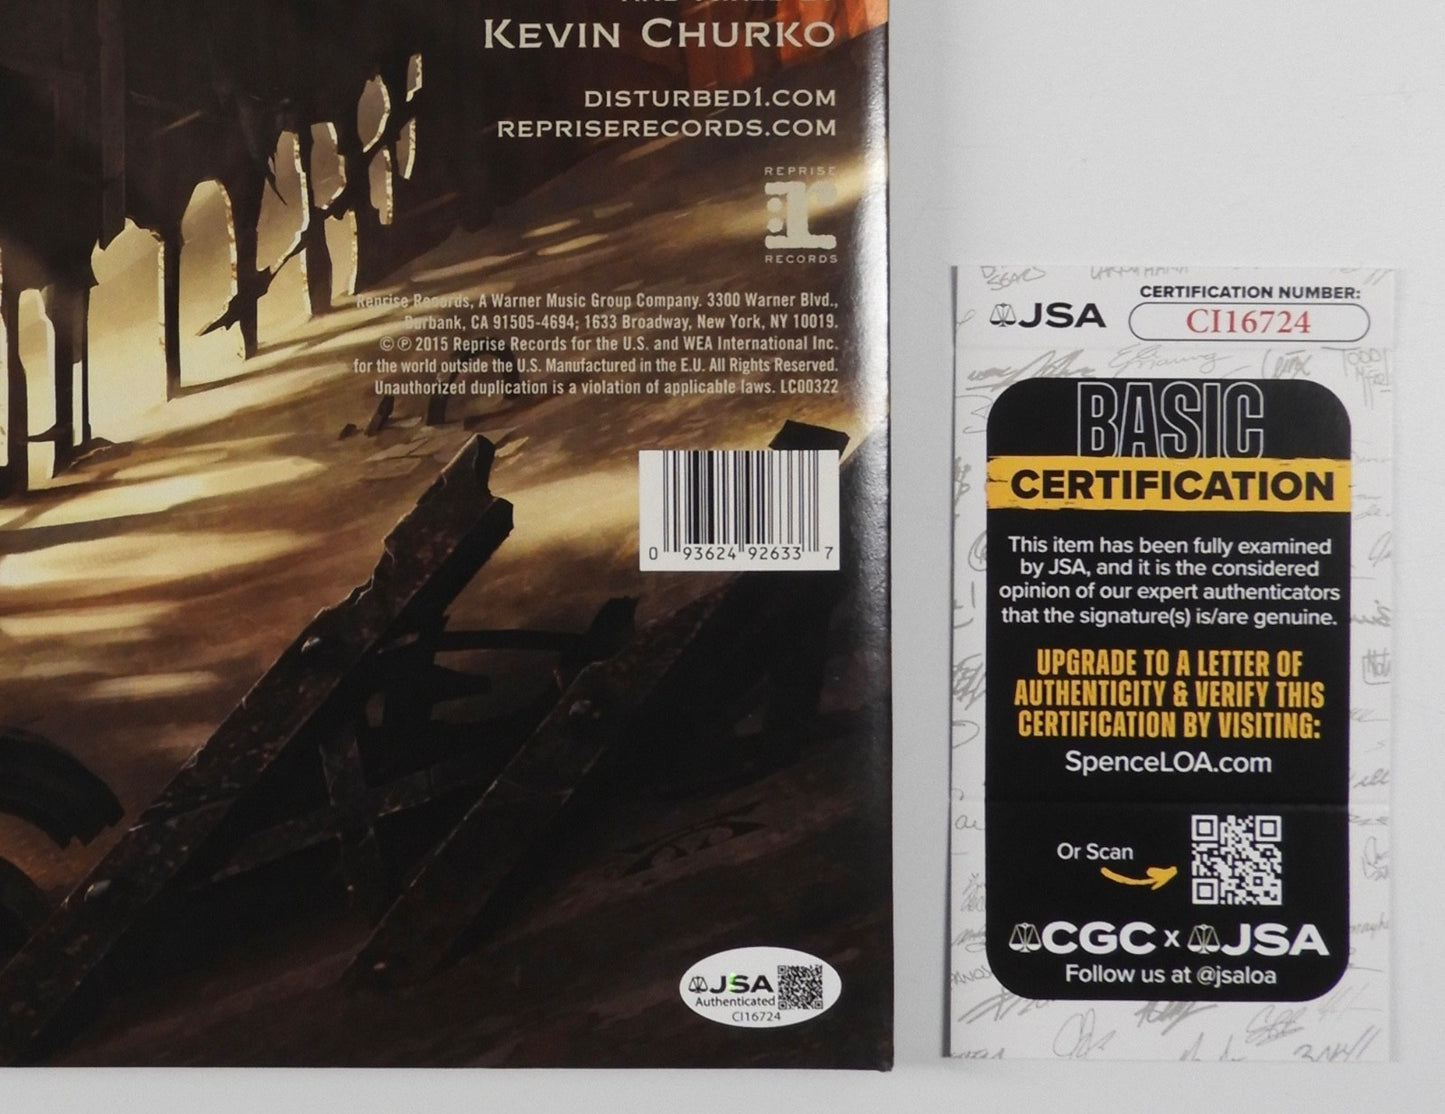 KEVIN CHURKO
DISTURBED1.COM
REPRISERECORDS.COM
REPRISE
r
RECORDS
Reprise Records, A Warner Music Group Company. 3300 Warner Blvd.,
Burbank, CA 91505-4694; 1633 Broadway, New York, NY 10019.
© ℗ 2015 Reprise Records for the U.S. and WEA International Inc.
for the world outside the U.S. Manufactured in the E.U. All Rights Reserved.
Unauthorized duplication is a violation of applicable laws. LC00322
0 93624 92633 7
JSA
Authenticated
CI16724
JSA
CERTIFICATION NUMBER:
CI16724
BASIC
CERTIFICATION
This item has been fully examined
by JSA, and it is the considered
opinion of our expert authenticators
that the signature(s) is/are genuine.
UPGRADE TO A LETTER OF
AUTHENTICITY & VERIFY THIS
CERTIFICATION BY VISITING:
SpenceLOA.com
Or Scan
CGC x JSA
Follow us at @jsaloa